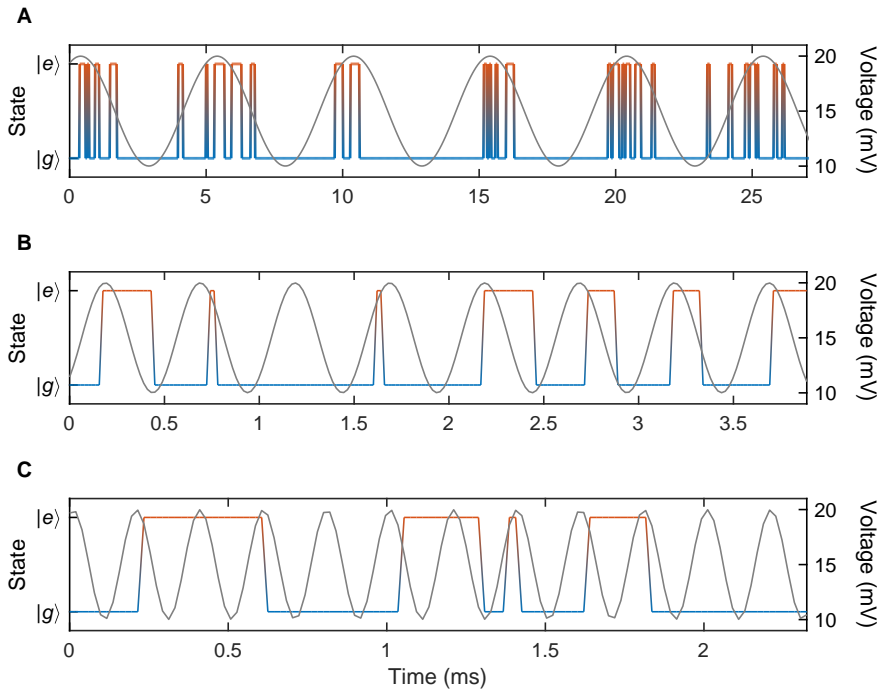 A
|e⟩
|g⟩
State
20
15
10
Voltage (mV)
0 5 10 15 20 25
B
|e⟩
|g⟩
State
20
15
10
Voltage (mV)
0 0.5 1 1.5 2 2.5 3 3.5
C
|e⟩
|g⟩
State
20
15
10
Voltage (mV)
0 0.5 1 1.5 2
Time (ms)